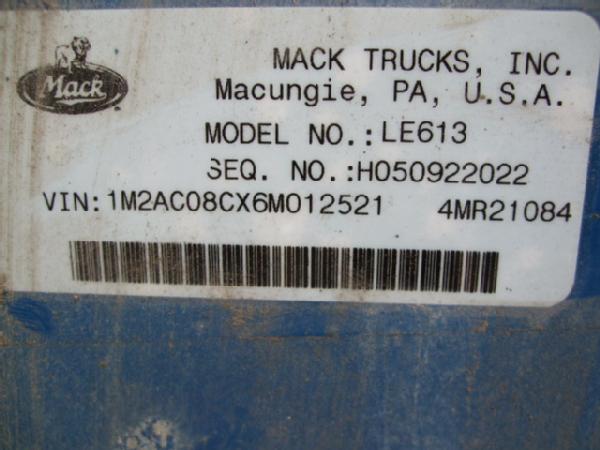 Mack
MACK TRUCKS, INC.
Macungie, PA, U.S.A.
MODEL NO.:LE613
SEQ. NO.:H050922022
VIN:1M2AC08CX6M012521 4MR21084